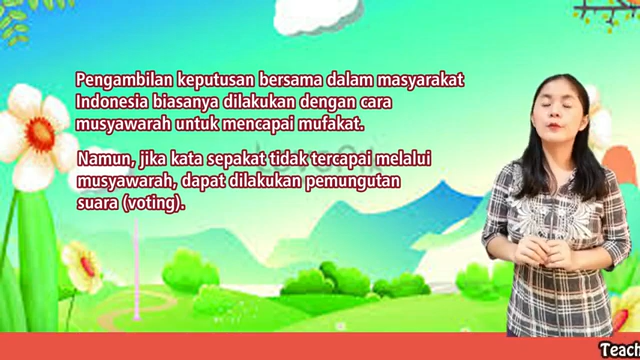 Pengambilan keputusan bersama dalam masyarakat
Indonesia biasanya dilakukan dengan cara
musyawarah untuk mencapai mufakat.
Namun, jika kata sepakat tidak tercapai melalui
musyawarah, dapat dilakukan pemungutan
suara (voting).
Teach